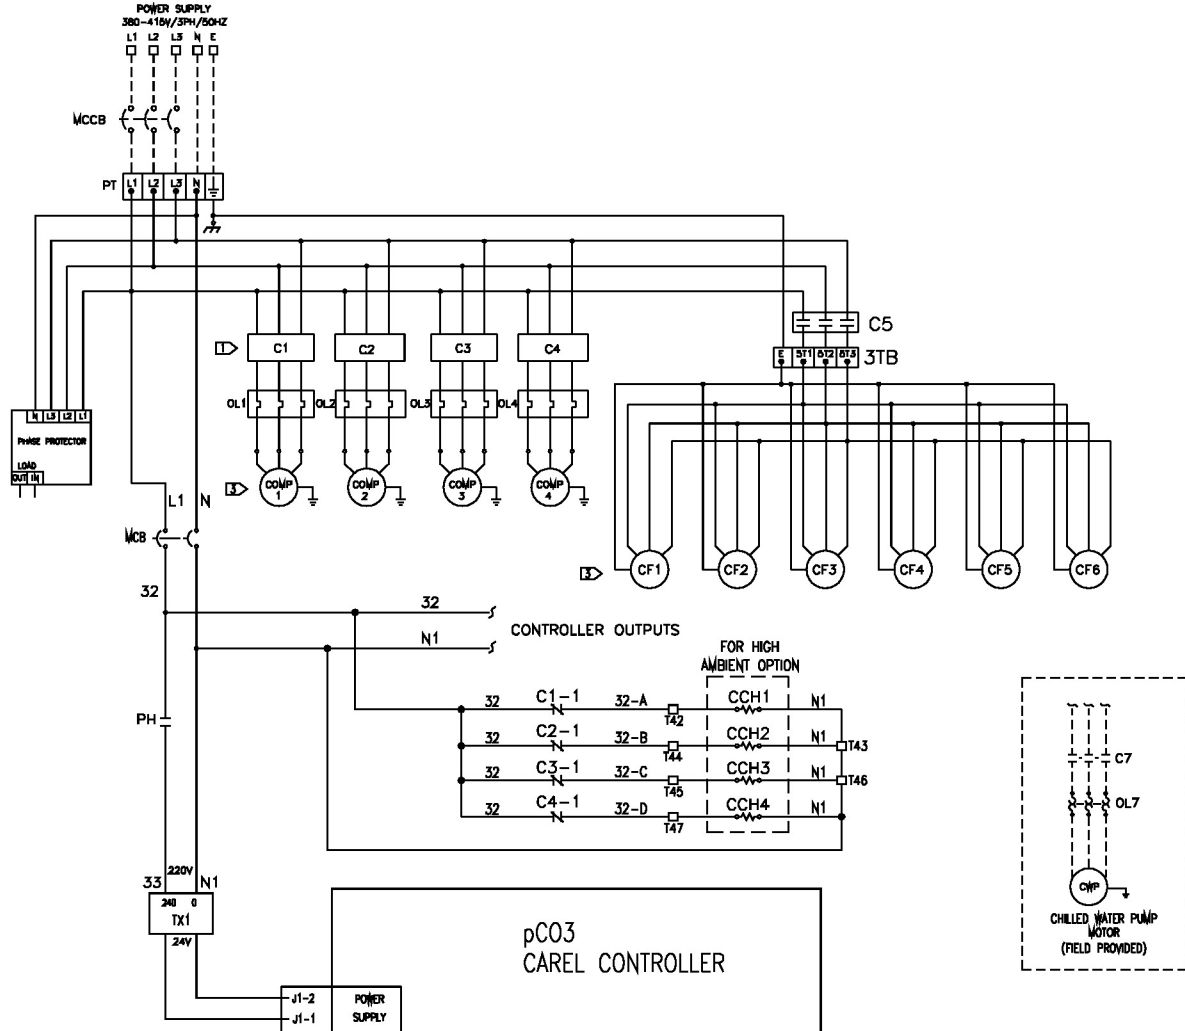 POWER SUPPLY
380-415V/3PH/50HZ
L1 L2 L3 N E
MCCB
PT L1 L2 L3 N
C5
1 C1 C2 C3 C4
E 5T1 5T2 5T3 3TB
OL1 OL2 OL3 OL4
N L3 L2 L1
PHASE PROTECTOR
LOAD
OUT IN
3 COMP 1 COMP 2 COMP 3 COMP 4
L1 N
MCB
3 CF1 CF2 CF3 CF4 CF5 CF6
32
32
N1
CONTROLLER OUTPUTS
FOR HIGH
AMBIENT OPTION
32 C1-1 32-A T42 CCH1 N1
PH
32 C2-1 32-B T44 CCH2 N1 T43
32 C3-1 32-C T45 CCH3 N1 T46
32 C4-1 32-D T47 CCH4 N1
C7
OL7
CWP
CHILLED WATER PUMP
MOTOR
(FIELD PROVIDED)
220V
33 N1
240 0
TX1
24V
pCO3
CAREL CONTROLLER
J1-2 POWER
J1-1 SUPPLY